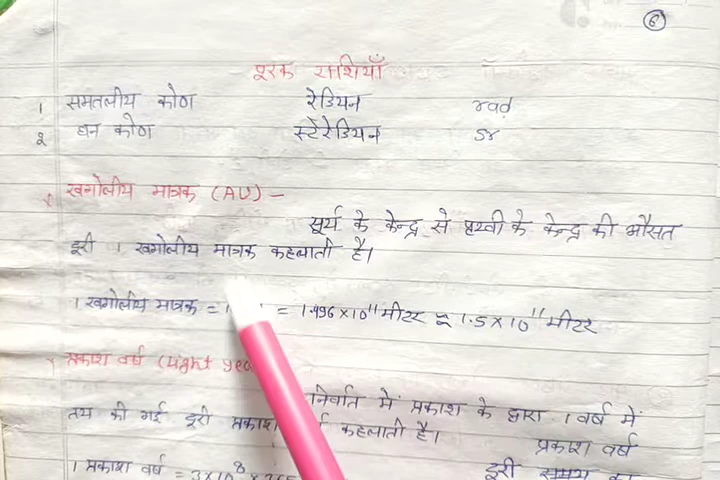 6
पूरक राशियाँ
1 समतलीय कोण रेडियन rad
2 घन कोण स्टेरेडियन sr
खगोलीय मात्रक (AU) –
सूर्य के केन्द्र से पृथ्वी के केन्द्र की औसत
दूरी 1 खगोलीय मात्रक कहलाती है।
1 खगोलीय मात्रक = = 1.496×10¹¹ मीटर ≈ 1.5×10¹¹ मीटर
प्रकाश वर्ष (Light
निर्वात में प्रकाश के द्वारा 1 वर्ष में
तय की गई दूरी प्रकाश कहलाती है।
प्रकाश वर्ष
1 प्रकाश वर्ष = 3×10⁸ ×
दूरी समय का